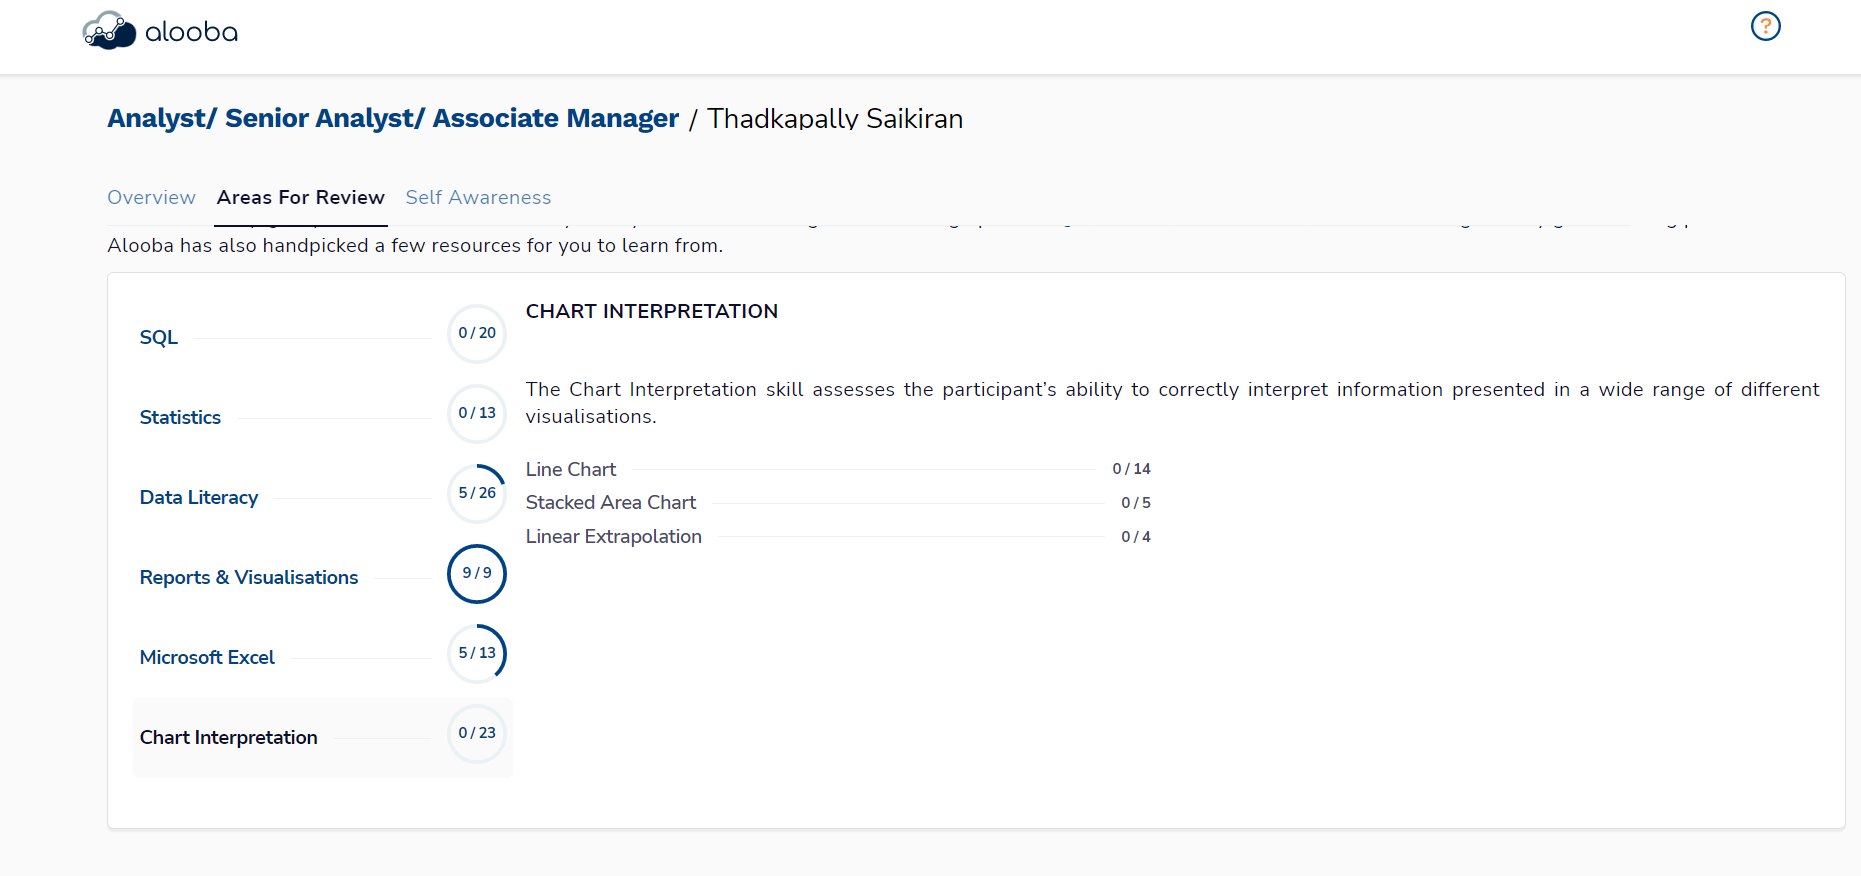 alooba
?
Analyst/ Senior Analyst/ Associate Manager / Thadkapally Saikiran
Overview Areas For Review Self Awareness
Alooba has also handpicked a few resources for you to learn from.
SQL 0 / 20
Statistics 0 / 13
Data Literacy 5 / 26
Reports & Visualisations 9 / 9
Microsoft Excel 5 / 13
Chart Interpretation 0 / 23
CHART INTERPRETATION
The Chart Interpretation skill assesses the participant's ability to correctly interpret information presented in a wide range of different
visualisations.
Line Chart 0 / 14
Stacked Area Chart 0 / 5
Linear Extrapolation 0 / 4